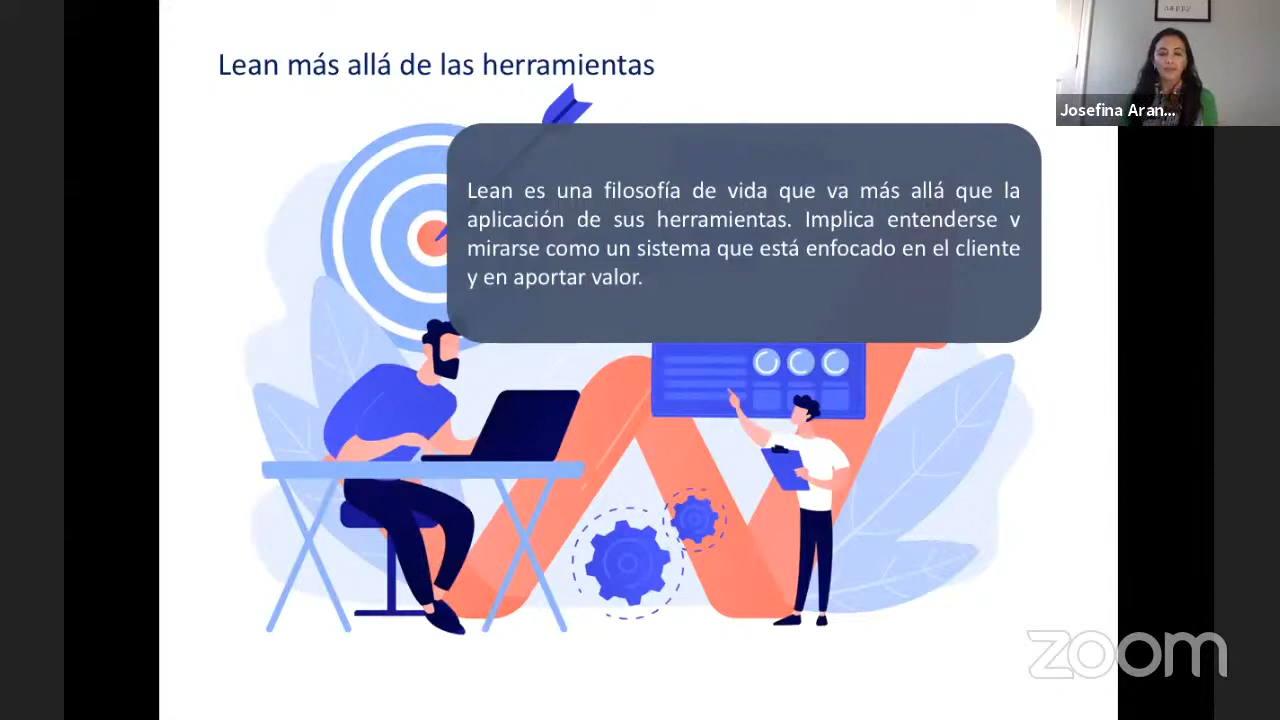 happy
Lean más allá de las herramientas
Josefina Aran...
Lean es una filosofía de vida que va más allá que la
aplicación de sus herramientas. Implica entenderse y
mirarse como un sistema que está enfocado en el cliente
y en aportar valor.
zoom